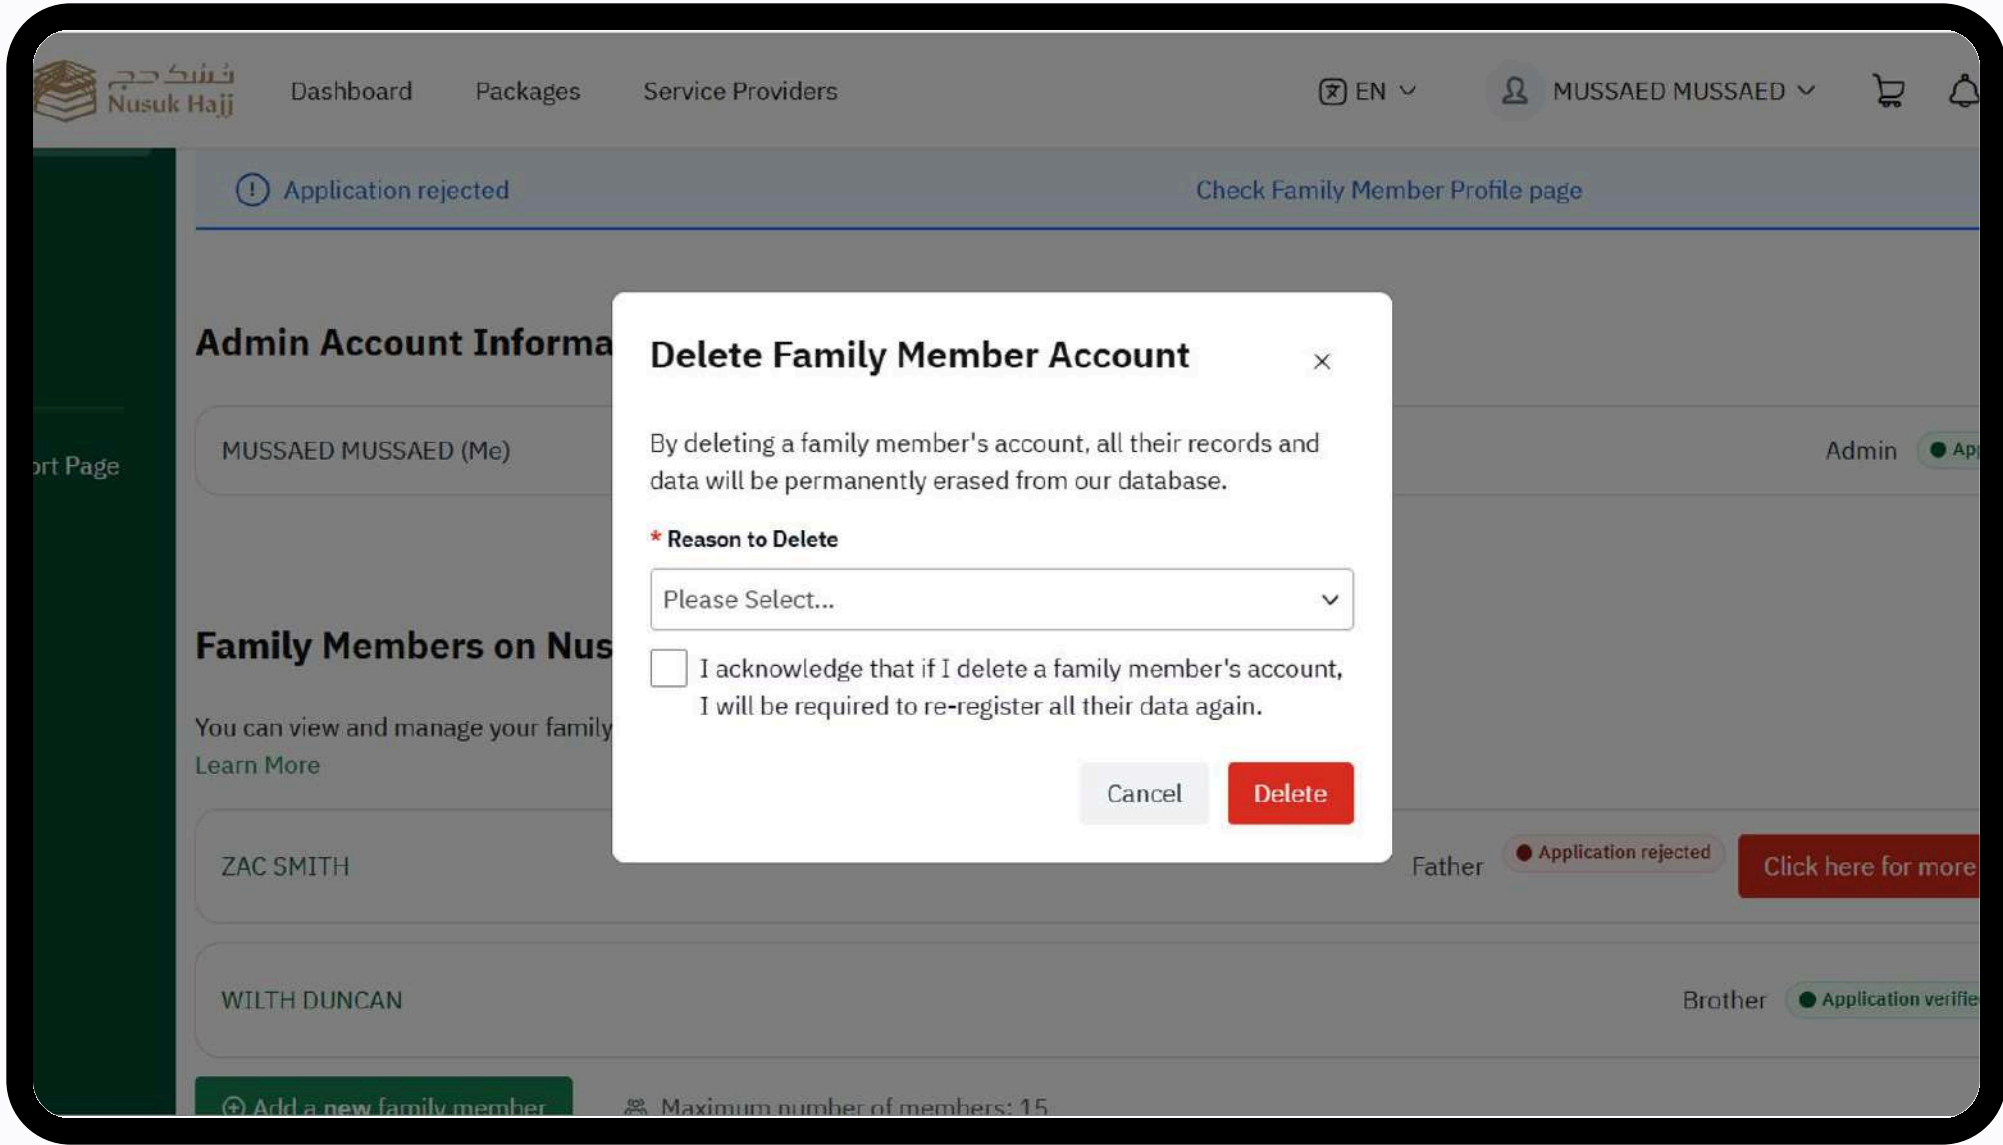 نُسُك حج
Nusuk Hajj
Dashboard
Packages
Service Providers
EN
MUSSAED MUSSAED
Application rejected
Check Family Member Profile page
Admin Account Informa
ort Page
MUSSAED MUSSAED (Me)
Admin
Ap
Delete Family Member Account
By deleting a family member's account, all their records and
data will be permanently erased from our database.
* Reason to Delete
Please Select...
I acknowledge that if I delete a family member's account,
I will be required to re-register all their data again.
Cancel
Delete
Family Members on Nus
You can view and manage your family
Learn More
ZAC SMITH
Father
Application rejected
Click here for more
WILTH DUNCAN
Brother
Application verifie
Add a new family member
Maximum number of members: 15